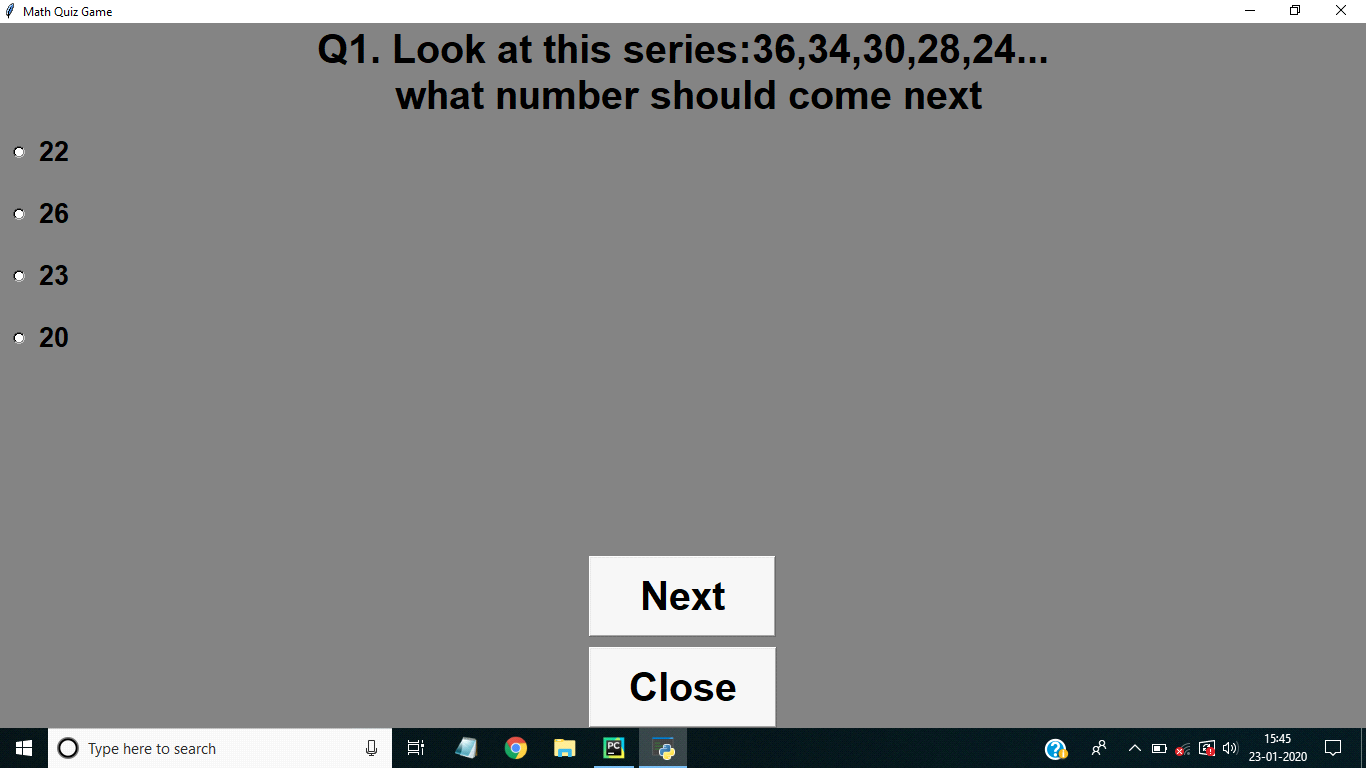 Math Quiz Game
Q1. Look at this series:36,34,30,28,24...
what number should come next
22
26
23
20
Next
Close
Type here to search
PC
15:45
23-01-2020